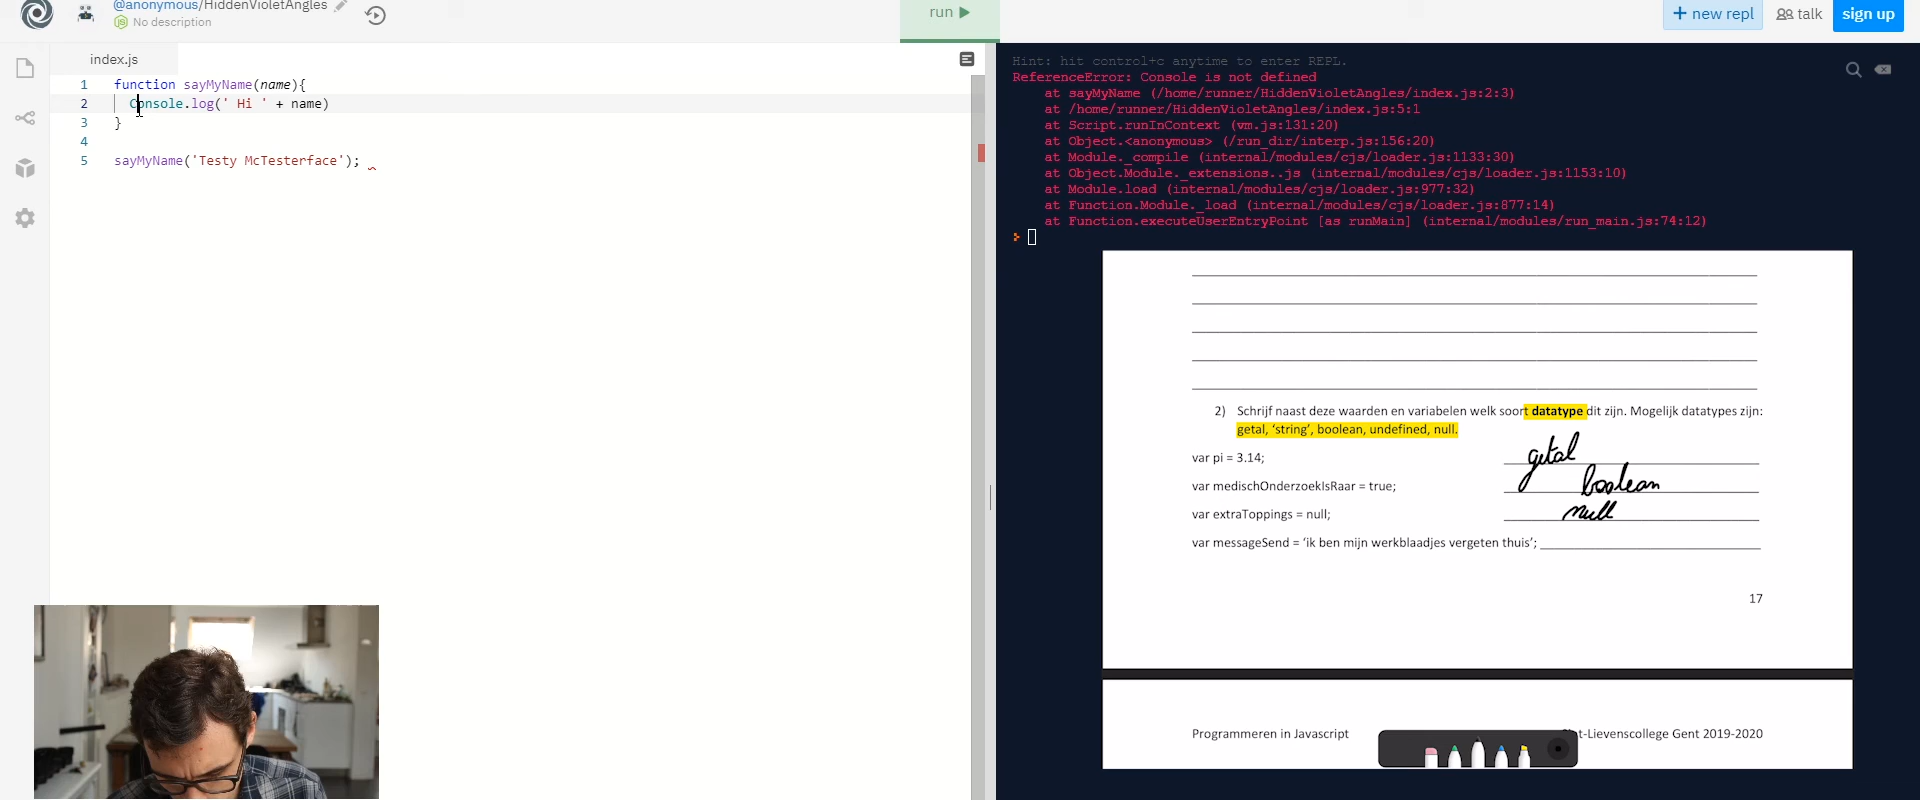 @anonymous/HiddenVioletAngles
No description
run
+ new repl
talk
sign up
index.js
1 function sayMyName(name){
2 Console.log(' Hi ' + name)
3 }
4
5 sayMyName('Testy McTesterface');
Hint: hit control+c anytime to enter REPL.
ReferenceError: Console is not defined
at sayMyName (/home/runner/HiddenVioletAngles/index.js:2:3)
at /home/runner/HiddenVioletAngles/index.js:5:1
at Script.runInContext (vm.js:131:20)
at Object.<anonymous> (/run_dir/interp.js:156:20)
at Module._compile (internal/modules/cjs/loader.js:1133:30)
at Object.Module._extensions..js (internal/modules/cjs/loader.js:1153:10)
at Module.load (internal/modules/cjs/loader.js:977:32)
at Function.Module._load (internal/modules/cjs/loader.js:877:14)
at Function.executeUserEntryPoint [as runMain] (internal/modules/run_main.js:74:12)
>
2) Schrijf naast deze waarden en variabelen welk soort datatype dit zijn. Mogelijk datatypes zijn:
getal, ‘string’, boolean, undefined, null.
var pi = 3.14; getal
var medischOnderzoekIsRaar = true; boolean
var extraToppings = null; null
var messageSend = ‘ik ben mijn werkblaadjes vergeten thuis’;
17
Programmeren in Javascript t-Lievenscollege Gent 2019-2020